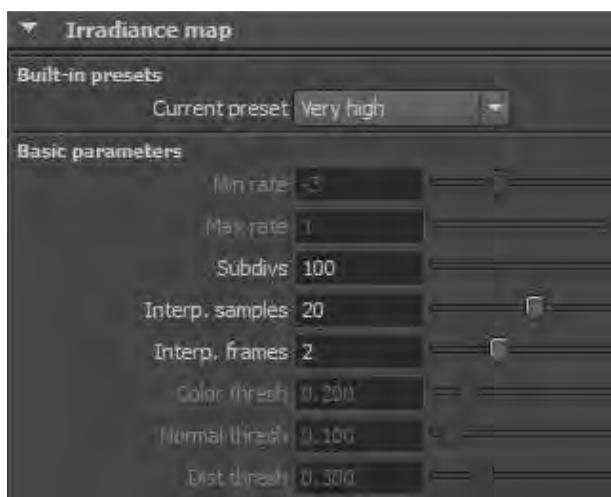 Irradiance map
Built-in presets
Current preset Very high
Basic parameters
Min rate -3
Max rate 1
Subdivs 100
Interp. samples 20
Interp. frames 2
Color thresh 0.200
Normal thresh 0.100
Dist thresh 0.300